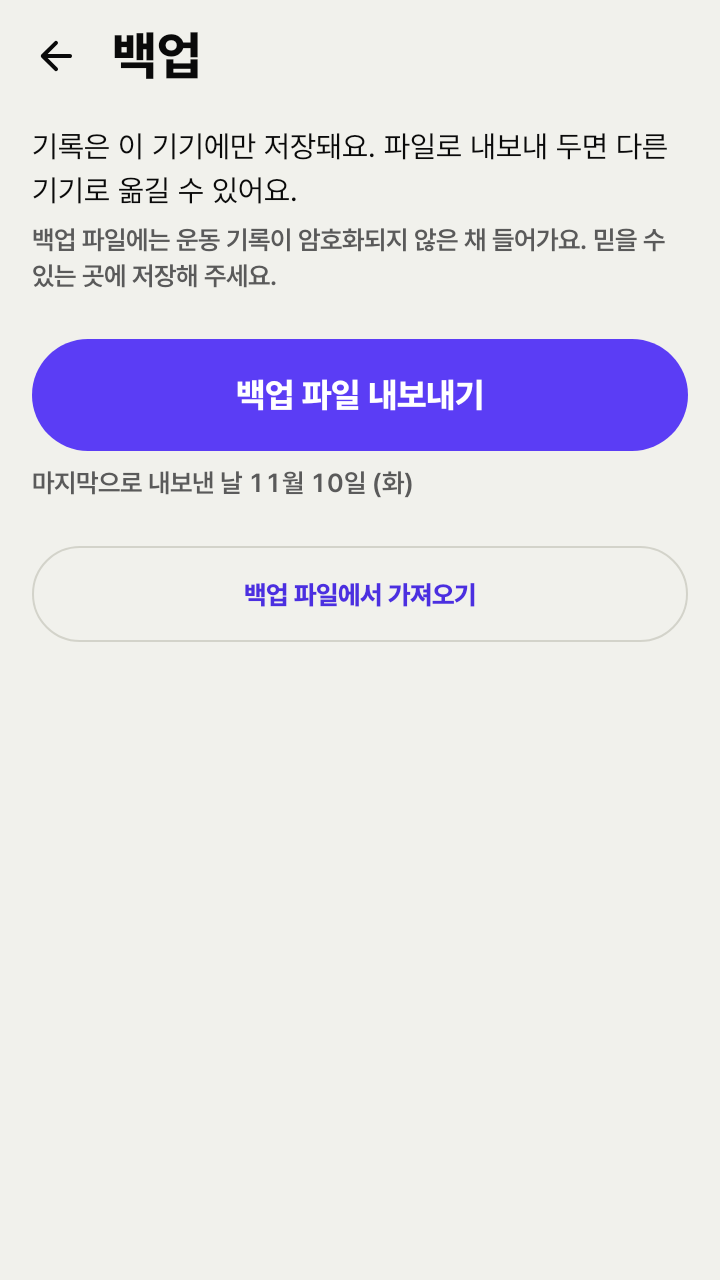 백업
기록은 이 기기에만 저장돼요. 파일로 내보내 두면 다른
기기로 옮길 수 있어요.
백업 파일에는 운동 기록이 암호화되지 않은 채 들어가요. 믿을 수
있는 곳에 저장해 주세요.
백업 파일 내보내기
마지막으로 내보낸 날 11월 10일 (화)
백업 파일에서 가져오기